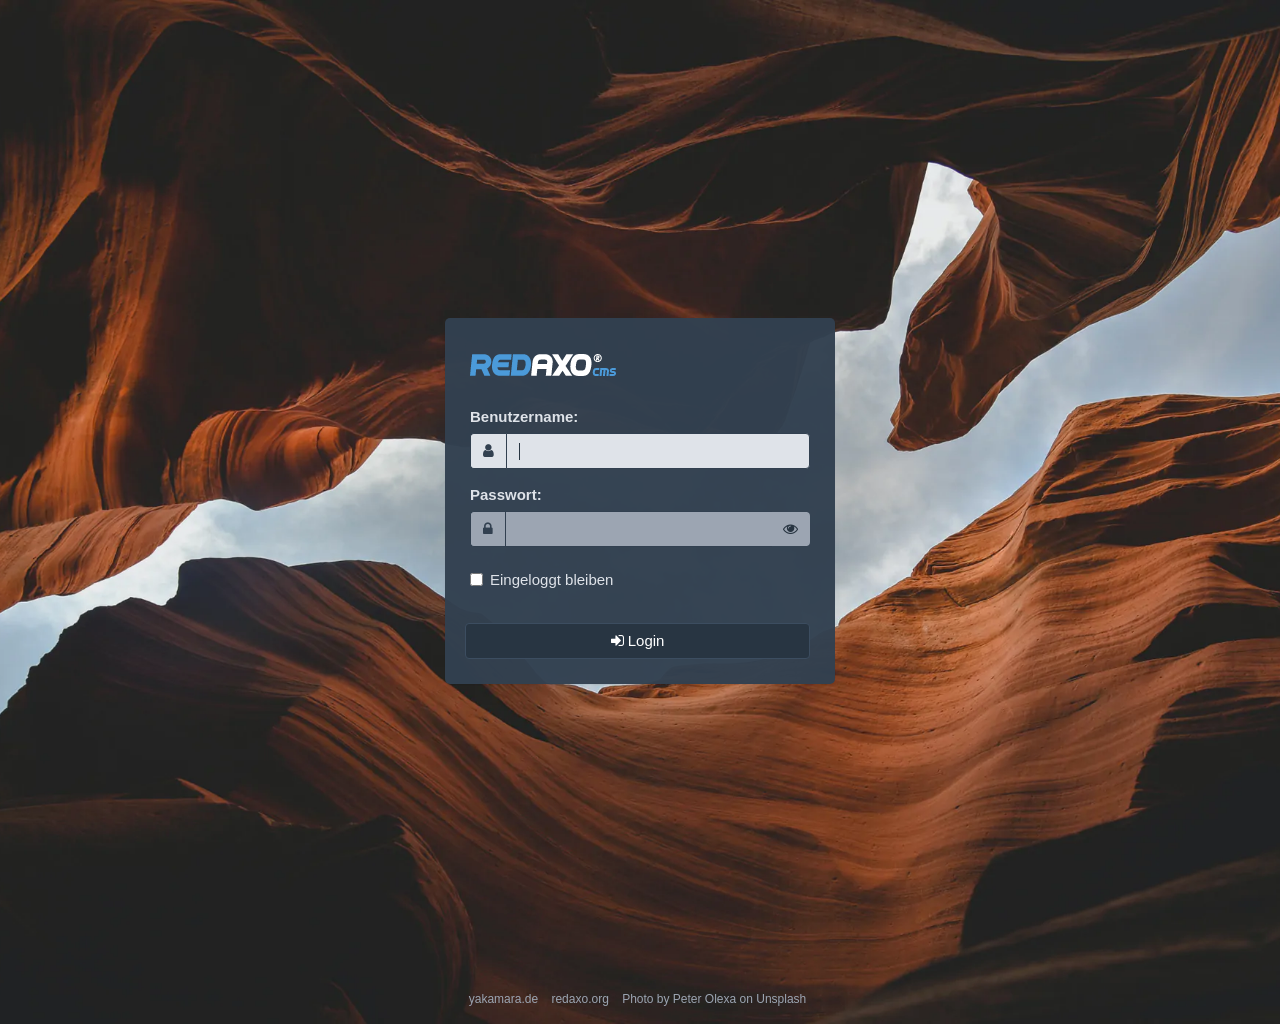 REDAXO® cms
Benutzername:
Passwort:
Eingeloggt bleiben
Login
yakamara.de redaxo.org Photo by Peter Olexa on Unsplash